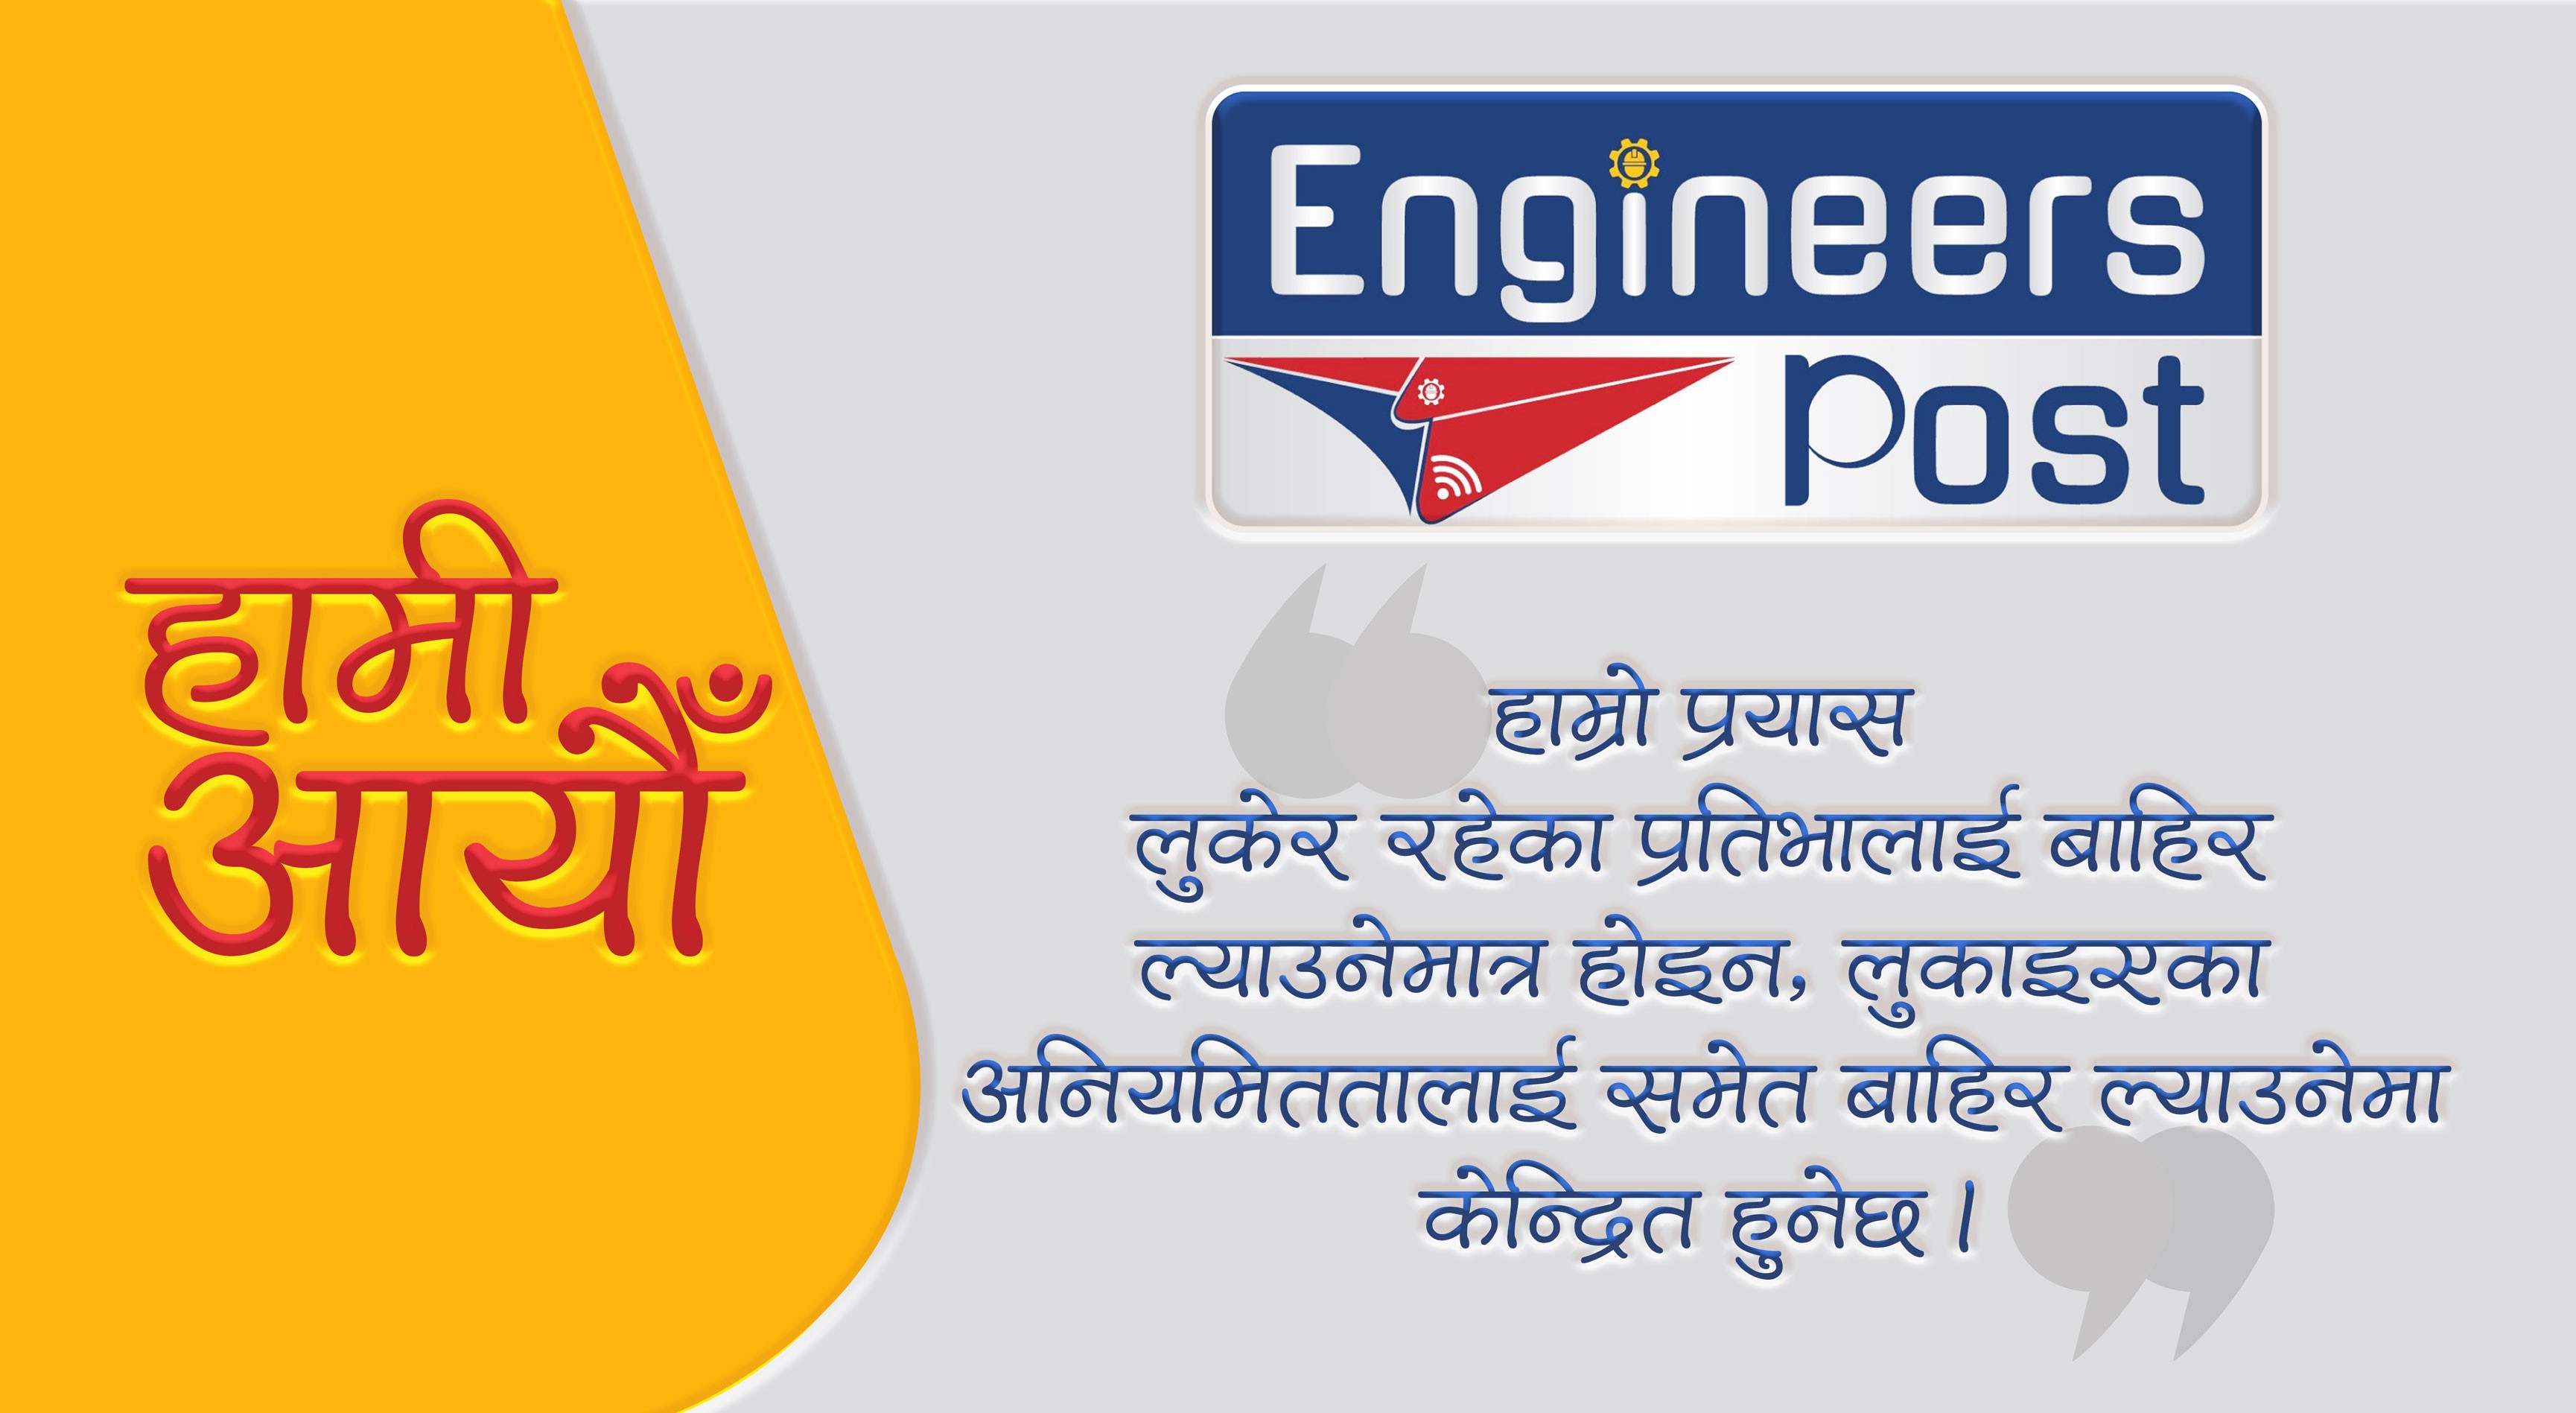 हामी
आयौँ
Engineers
Post
हाम्रो प्रयास
लुकेर रहेका प्रतिभालाई बाहिर
ल्याउनेमात्र होइन, लुकाइएका
अनियमिततालाई समेत बाहिर ल्याउनेमा
केन्द्रित हुनेछ ।